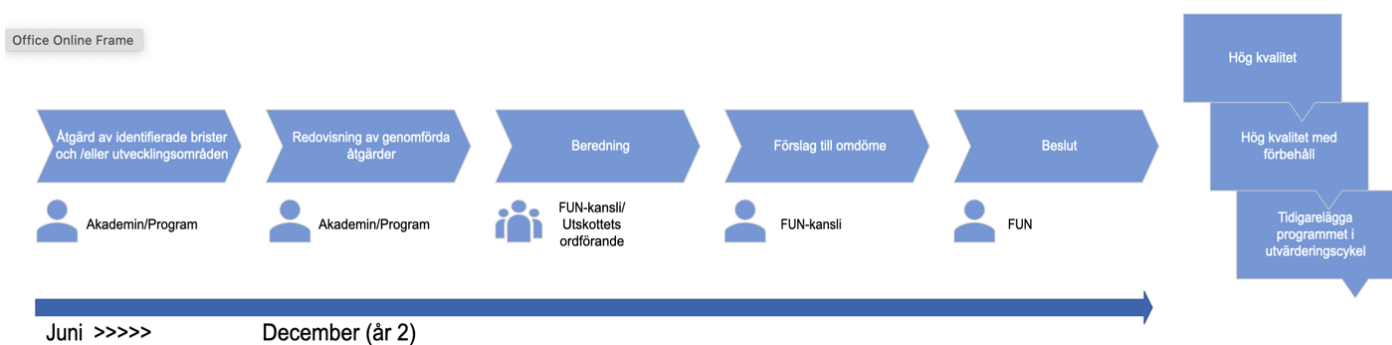 Office Online Frame
Åtgärd av identifierade brister
och /eller utvecklingsområden
Redovisning av genomförda
åtgärder
Beredning
Förslag till omdöme
Beslut
Hög kvalitet
Hög kvalitet med
förbehåll
Tidigarelägga
programmet i
utvärderingscykel
Akademin/Program
Akademin/Program
FUN-kansli/
Utskottets
ordförande
FUN-kansli
FUN
Juni >>>>>
December (år 2)